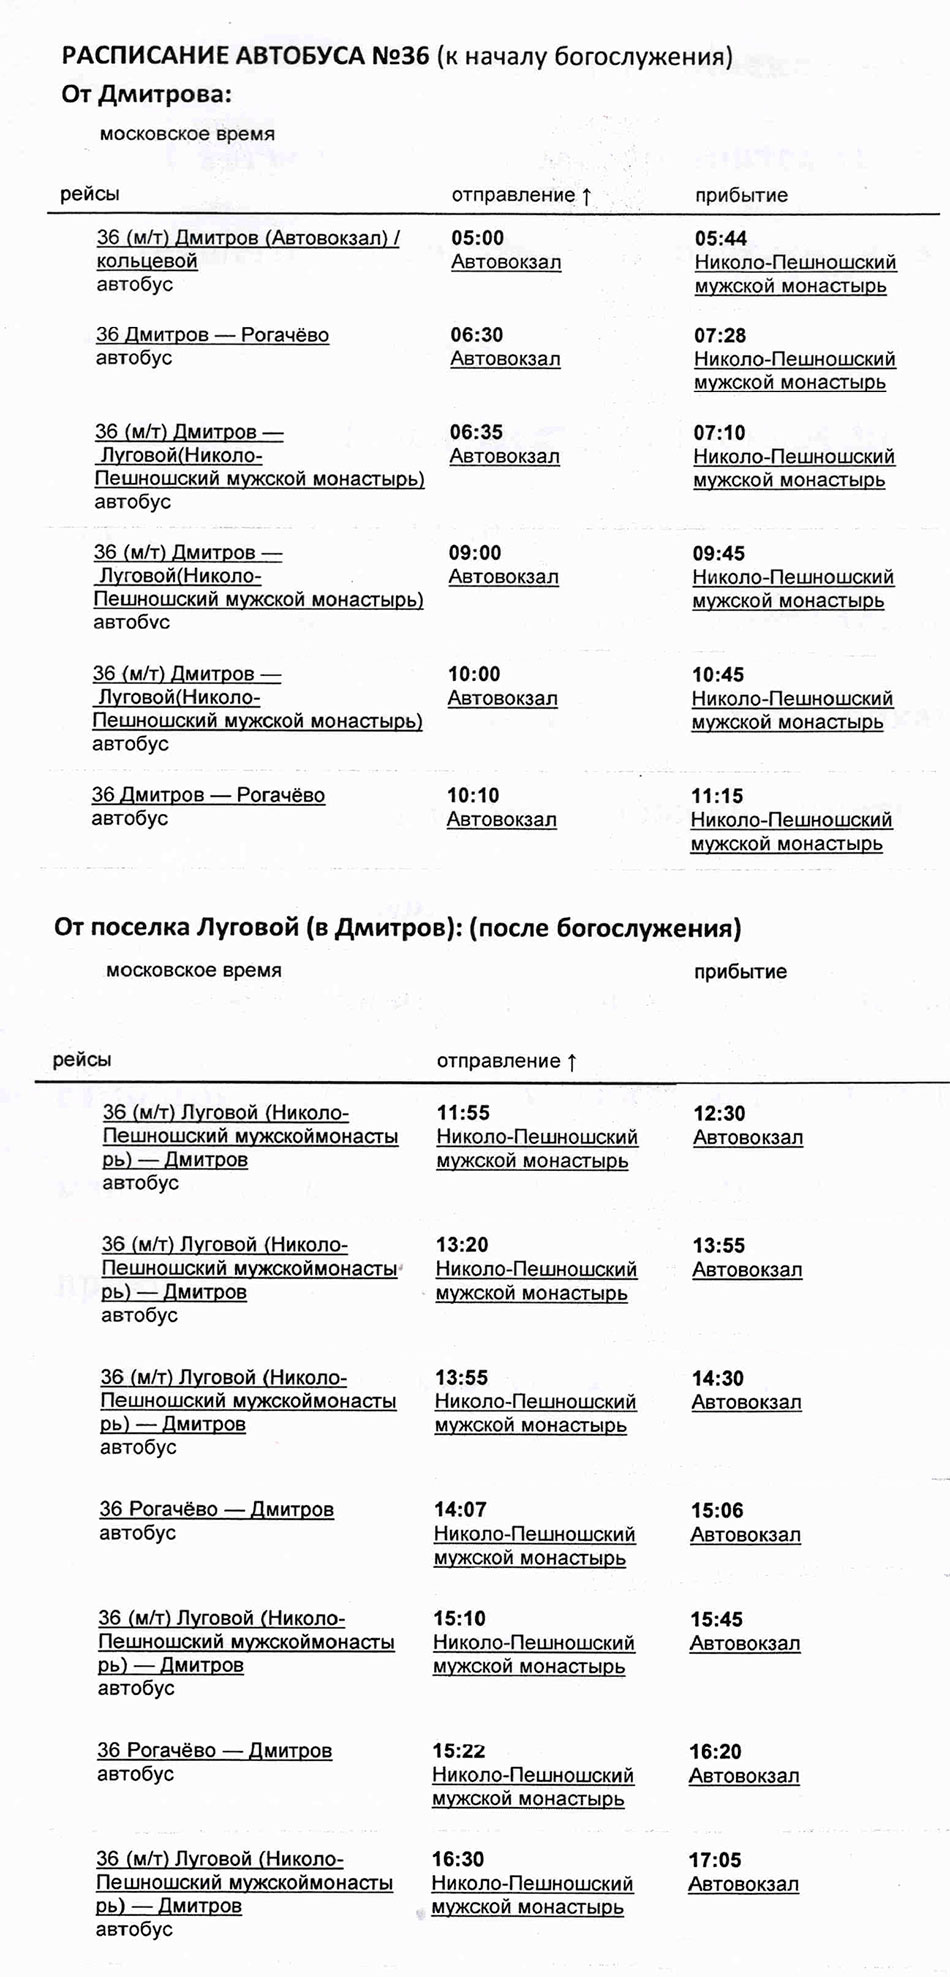 РАСПИСАНИЕ АВТОБУСА №36 (к началу богослужения)
От Дмитрова:
московское время
рейсы отправление ↑ прибытие
36 (м/т) Дмитров (Автовокзал) / 05:00 05:44
кольцевой Автовокзал Николо-Пешношский
автобус мужской монастырь
36 Дмитров — Рогачёво 06:30 07:28
автобус Автовокзал Николо-Пешношский
мужской монастырь
36 (м/т) Дмитров — 06:35 07:10
Луговой(Николо- Автовокзал Николо-Пешношский
Пешношский мужской монастырь) мужской монастырь
автобус
36 (м/т) Дмитров — 09:00 09:45
Луговой(Николо- Автовокзал Николо-Пешношский
Пешношский мужской монастырь) мужской монастырь
автобус
36 (м/т) Дмитров — 10:00 10:45
Луговой(Николо- Автовокзал Николо-Пешношский
Пешношский мужской монастырь) мужской монастырь
автобус
36 Дмитров — Рогачёво 10:10 11:15
автобус Автовокзал Николо-Пешношский
мужской монастырь
От поселка Луговой (в Дмитров): (после богослужения)
московское время прибытие
рейсы отправление ↑
36 (м/т) Луговой (Николо- 11:55 12:30
Пешношский мужскоймонасты Николо-Пешношский Автовокзал
рь) — Дмитров мужской монастырь
автобус
36 (м/т) Луговой (Николо- 13:20 13:55
Пешношский мужскоймонасты Николо-Пешношский Автовокзал
рь) — Дмитров мужской монастырь
автобус
36 (м/т) Луговой (Николо- 13:55 14:30
Пешношский мужскоймонасты Николо-Пешношский Автовокзал
рь) — Дмитров мужской монастырь
автобус
36 Рогачёво — Дмитров 14:07 15:06
автобус Николо-Пешношский Автовокзал
мужской монастырь
36 (м/т) Луговой (Николо- 15:10 15:45
Пешношский мужскоймонасты Николо-Пешношский Автовокзал
рь) — Дмитров мужской монастырь
автобус
36 Рогачёво — Дмитров 15:22 16:20
автобус Николо-Пешношский Автовокзал
мужской монастырь
36 (м/т) Луговой (Николо- 16:30 17:05
Пешношский мужскоймонасты Николо-Пешношский Автовокзал
рь) — Дмитров мужской монастырь
автобус